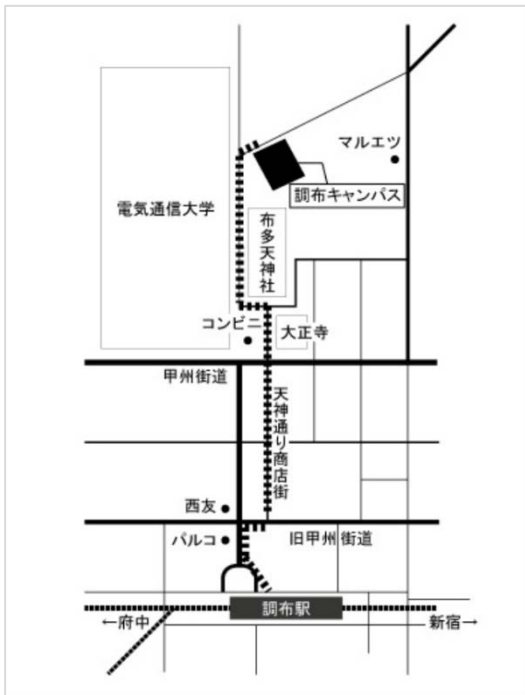 マルエツ
調布キャンパス
電気通信大学
布多天神社
コンビニ
大正寺
甲州街道
天神通り商店街
西友
パルコ
旧甲州街道
調布駅
←府中
新宿→